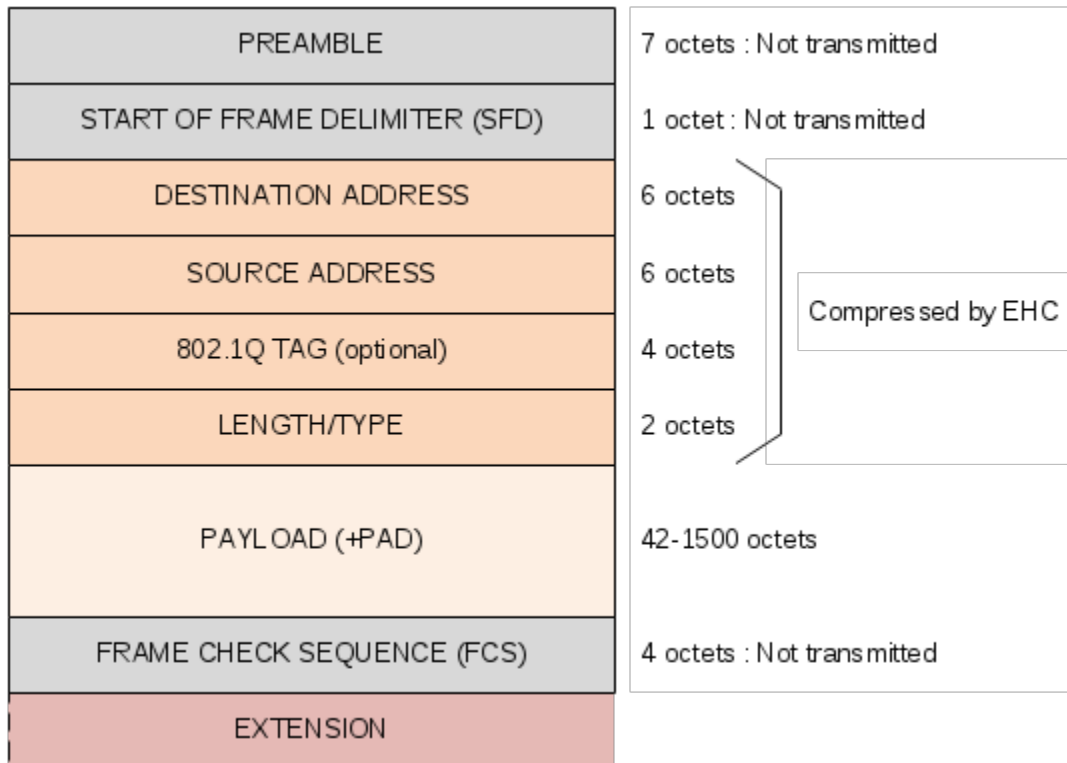 PREAMBLE
7 octets : Not transmitted
START OF FRAME DELIMITER (SFD)
1 octet : Not transmitted
DESTINATION ADDRESS
6 octets
SOURCE ADDRESS
6 octets
Compressed by EHC
802.1Q TAG (optional)
4 octets
LENGTH/TYPE
2 octets
PAYLOAD (+PAD)
42-1500 octets
FRAME CHECK SEQUENCE (FCS)
4 octets : Not transmitted
EXTENSION